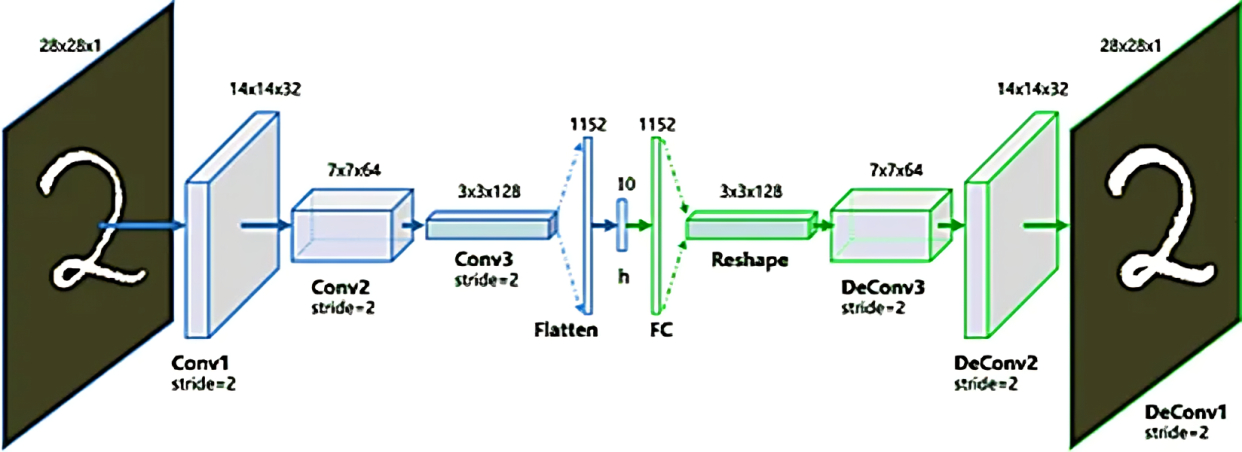 28x28x1
14x14x32
7x7x64
3x3x128
1152
10
1152
3x3x128
7x7x64
14x14x32
28x28x1
Conv1
stride=2
Conv2
stride=2
Conv3
stride=2
Flatten
h
FC
Reshape
DeConv3
stride=2
DeConv2
stride=2
DeConv1
stride=2
2
2